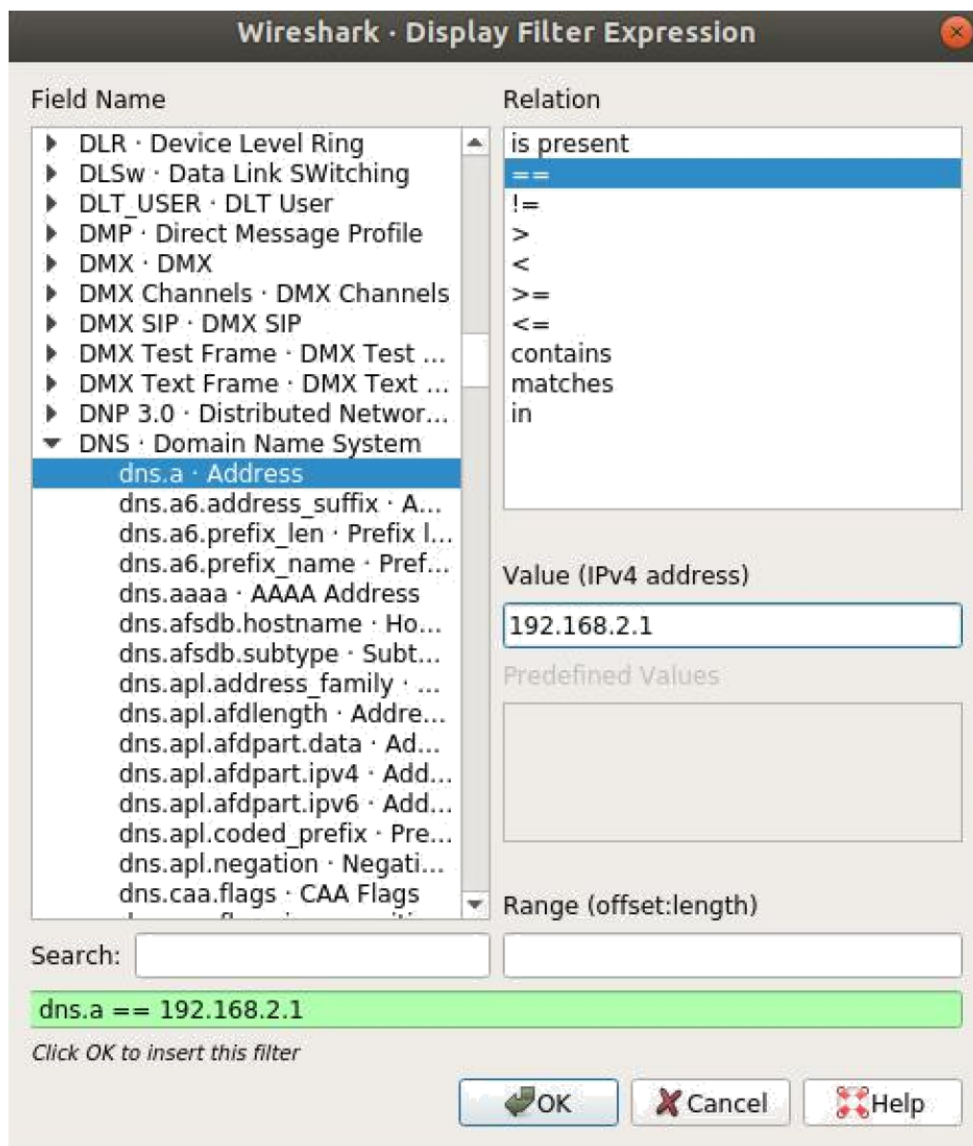 Wireshark · Display Filter Expression
Field Name
DLR · Device Level Ring
DLSw · Data Link SWitching
DLT_USER · DLT User
DMP · Direct Message Profile
DMX · DMX
DMX Channels · DMX Channels
DMX SIP · DMX SIP
DMX Test Frame · DMX Test ...
DMX Text Frame · DMX Text ...
DNP 3.0 · Distributed Networ...
DNS · Domain Name System
dns.a · Address
dns.a6.address_suffix · A...
dns.a6.prefix_len · Prefix l...
dns.a6.prefix_name · Pref...
dns.aaaa · AAAA Address
dns.afsdb.hostname · Ho...
dns.afsdb.subtype · Subt...
dns.apl.address_family · ...
dns.apl.afdlength · Addre...
dns.apl.afdpart.data · Ad...
dns.apl.afdpart.ipv4 · Add...
dns.apl.afdpart.ipv6 · Add...
dns.apl.coded_prefix · Pre...
dns.apl.negation · Negati...
dns.caa.flags · CAA Flags
Relation
is present
==
!=
>
<
>=
<=
contains
matches
in
Value (IPv4 address)
192.168.2.1
Predefined Values
Range (offset:length)
Search:
dns.a == 192.168.2.1
Click OK to insert this filter
OK
Cancel
Help